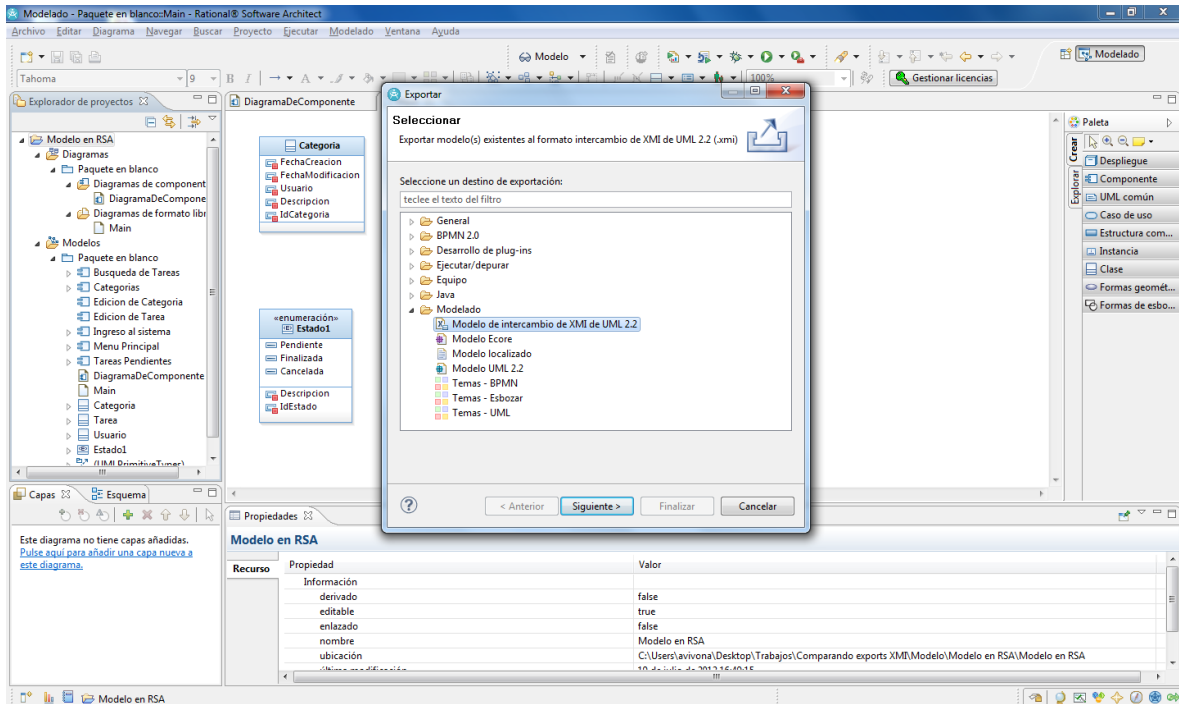 Modelado - Paquete en blanco::Main - Rational® Software Architect
Archivo Editar Diagrama Navegar Buscar Proyecto Ejecutar Modelado Ventana Ayuda
Modelo
Modelado
Tahoma 9 B I A 100% Gestionar licencias
Explorador de proyectos
Modelo en RSA
Diagramas
Paquete en blanco
Diagramas de component
DiagramaDeCompone
Diagramas de formato libr
Main
Modelos
Paquete en blanco
Busqueda de Tareas
Categorias
Edicion de Categoria
Edicion de Tarea
Ingreso al sistema
Menu Principal
Tareas Pendientes
DiagramaDeComponente
Main
Categoria
Tarea
Usuario
Estado1
(UMLPrimitiveTypes)
DiagramaDeComponente
Categoria
FechaCreacion
FechaModificacion
Usuario
Descripcion
IdCategoria
«enumeración»
Estado1
Pendiente
Finalizada
Cancelada
Descripcion
IdEstado
Exportar
Seleccionar
Exportar modelo(s) existentes al formato intercambio de XMI de UML 2.2 (.xmi)
Seleccione un destino de exportación:
teclee el texto del filtro
General
BPMN 2.0
Desarrollo de plug-ins
Ejecutar/depurar
Equipo
Java
Modelado
Modelo de intercambio de XMI de UML 2.2
Modelo Ecore
Modelo localizado
Modelo UML 2.2
Temas - BPMN
Temas - Esbozar
Temas - UML
< Anterior Siguiente > Finalizar Cancelar
Paleta
Crear
Explorar
Despliegue
Componente
UML común
Caso de uso
Estructura com...
Instancia
Clase
Formas geomét...
Formas de esbo...
Capas Esquema
Este diagrama no tiene capas añadidas.
Pulse aquí para añadir una capa nueva a
este diagrama.
Propiedades
Modelo en RSA
Recurso
Propiedad Valor
Información
derivado false
editable true
enlazado false
nombre Modelo en RSA
ubicación C:\Users\avivona\Desktop\Trabajos\Comparando exports XMI\Modelo\Modelo en RSA\Modelo en RSA
última modificación 10 de julio de 2012 16:40:15
Modelo en RSA